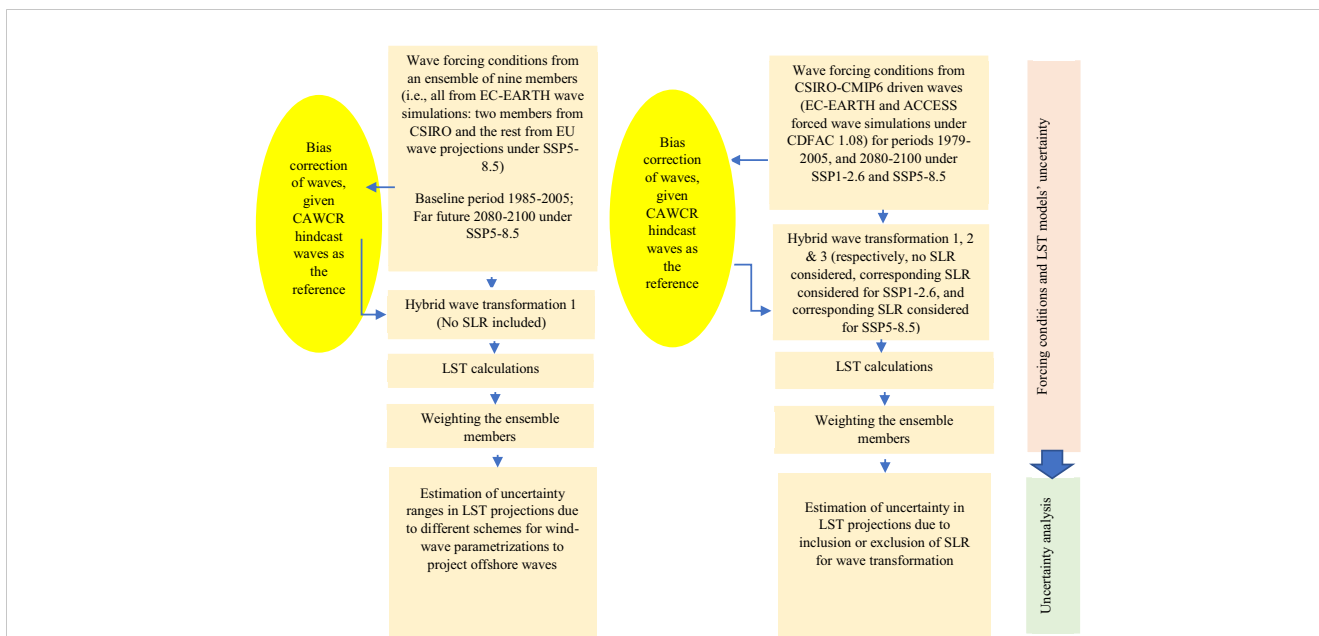 Bias
correction
of waves,
given
CAWCR
hindcast
waves as
the
reference
Wave forcing conditions from
an ensemble of nine members
(i.e., all from EC-EARTH wave
simulations: two members
from CSIRO and the rest from EU
wave projections under SSP5-
8.5)
Baseline period 1985-2005;
Far future 2080-2100 under
SSP5-8.5
Hybrid wave transformation 1
(No SLR included)
LST calculations
Weighting the ensemble
members
Estimation of uncertainty
ranges in LST projections due
to different schemes for wind-
wave parametrizations to
project offshore waves
Bias
correction
of waves,
given
CAWCR
hindcast
waves as
the
reference
Wave forcing conditions from
CSIRO-CMIP6 driven waves
(EC-EARTH and ACCESS
forced wave simulations under
CDFAC 1.08) for periods 1979-
2005, and 2080-2100 under
SSP1-2.6 and SSP5-8.5
Hybrid wave transformation 1, 2
& 3 (respectively, no SLR
considered, corresponding SLR
considered for SSP1-2.6, and
corresponding SLR considered
for SSP5-8.5)
LST calculations
Weighting the ensemble
members
Estimation of uncertainty in
LST projections due to
inclusion or exclusion of SLR
for wave transformation
Forcing conditions and LST models' uncertainty
Uncertainty analysis